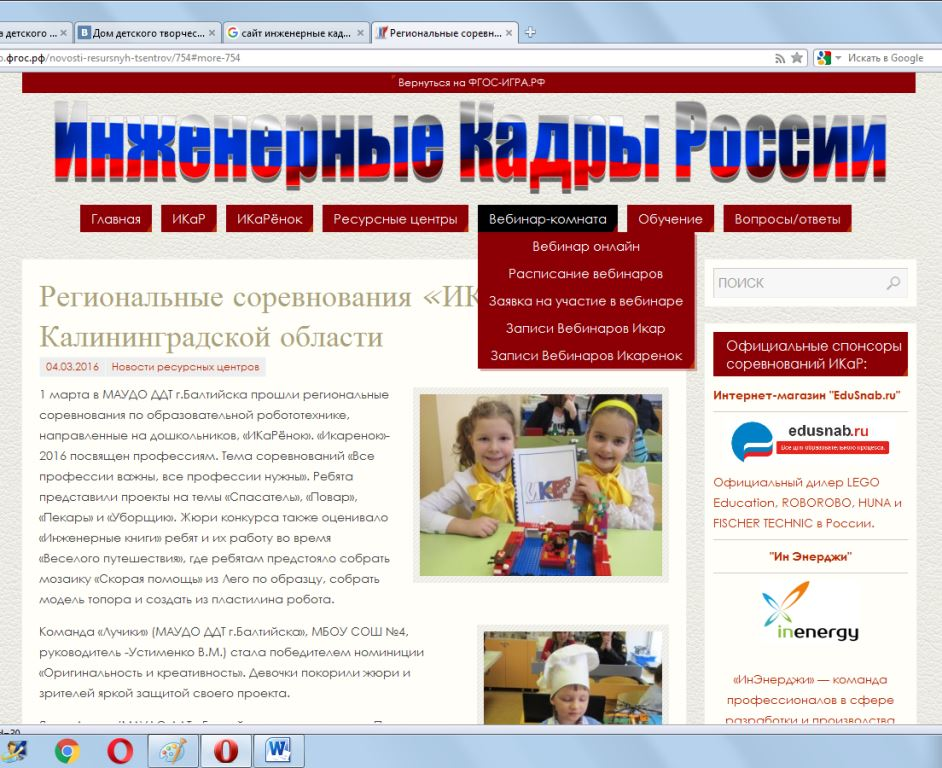 а детского ...
Дом детского творчес...
сайт инженерные кад...
Региональные соревн...
о.фгос.рф/novosti-resursnyh-tsentrov/754#more-754
Искать в Google
Вернуться на ФГОС-ИГРА.РФ
Инженерные Кадры России
Главная
ИКаР
ИКаРёнок
Ресурсные центры
Вебинар-комната
Обучение
Вопросы/ответы
Вебинар онлайн
Расписание вебинаров
Заявка на участие в вебинаре
Записи Вебинаров Икар
Записи Вебинаров Икаренок
Региональные соревнования «ИК
Калининградской области
04.03.2016
Новости ресурсных центров
1 марта в МАУДО ДДТ г.Балтийска прошли региональные
соревнования по образовательной робототехнике,
направленные на дошкольников, «ИКаРёнок». «Икаренок»-
2016 посвящен профессиям. Тема соревнований «Все
профессии важны, все профессии нужны». Ребята
представили проекты на темы «Спасатель», «Повар»,
«Пекарь» и «Уборщик». Жюри конкурса также оценивало
«Инженерные книги» ребят и их работу во время
«Веселого путешествия», где ребятам предстояло собрать
мозаику «Скорая помощь» из Лего по образцу, собрать
модель топора и создать из пластилина робота.
Команда «Лучики» (МАУДО ДДТ г.Балтийска», МБОУ СОШ №4,
руководитель -Устименко В.М.) стала победителем номинации
«Оригинальность и креативность». Девочки покорили жюри и
зрителей яркой защитой своего проекта.
ИКАР
ПОИСК
Официальные спонсоры
соревнований ИКаР:
Интернет-магазин "EduSnab.ru"
edusnab.ru
Все для образовательного процесса.
Официальный дилер LEGO
Education, ROBOROBO, HUNA и
FISCHER TECHNIC в России.
"Ин Энерджи"
inenergy
«ИнЭнерджи» — команда
профессионалов в сфере
разработки и производства